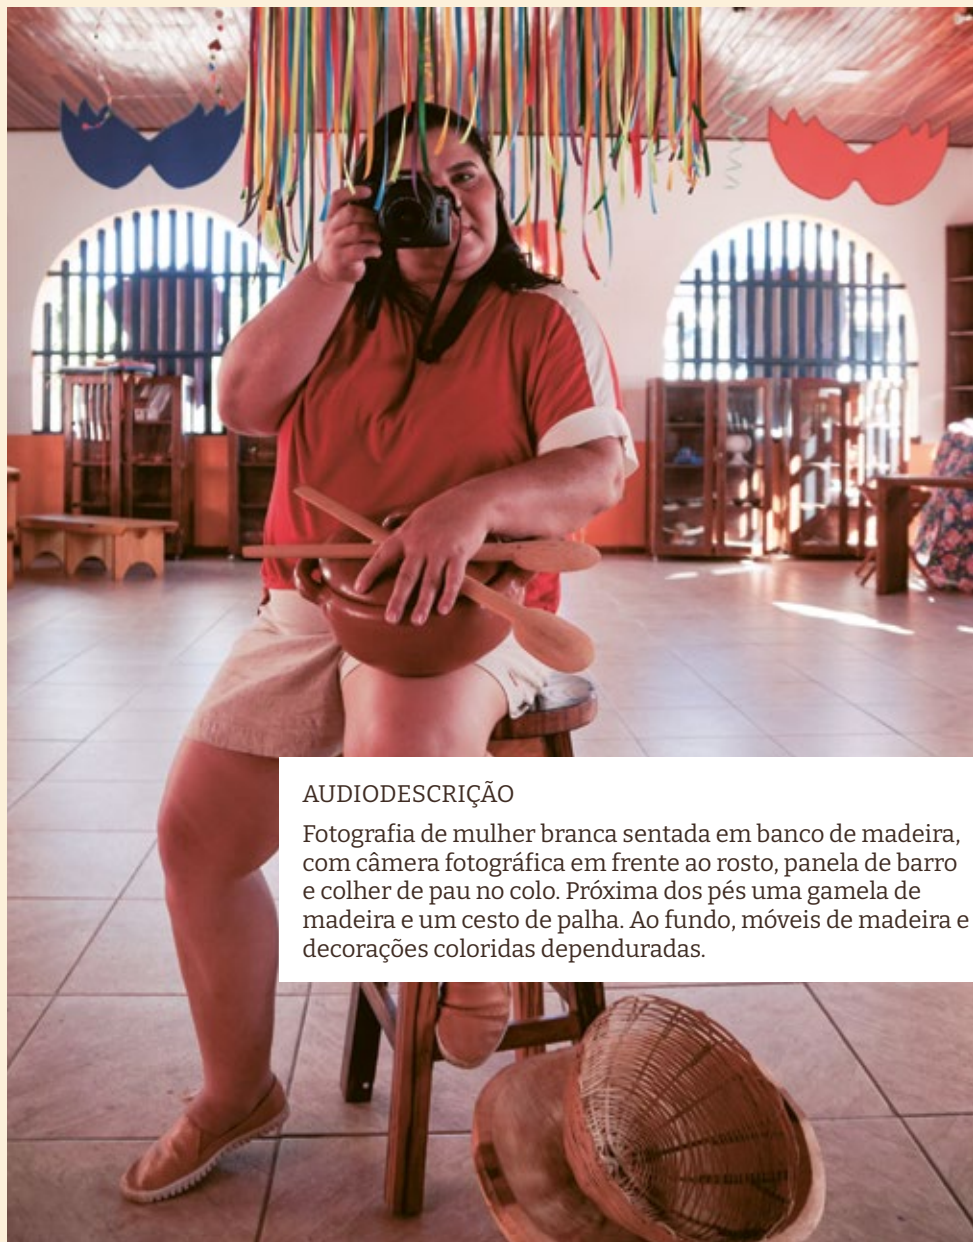 AUDIODESCRIÇÃO
Fotografia de mulher branca sentada em banco de madeira,
com câmera fotográfica em frente ao rosto, panela de barro
e colher de pau no colo. Próxima dos pés uma gamela de
madeira e um cesto de palha. Ao fundo, móveis de madeira e
decorações coloridas dependuradas.